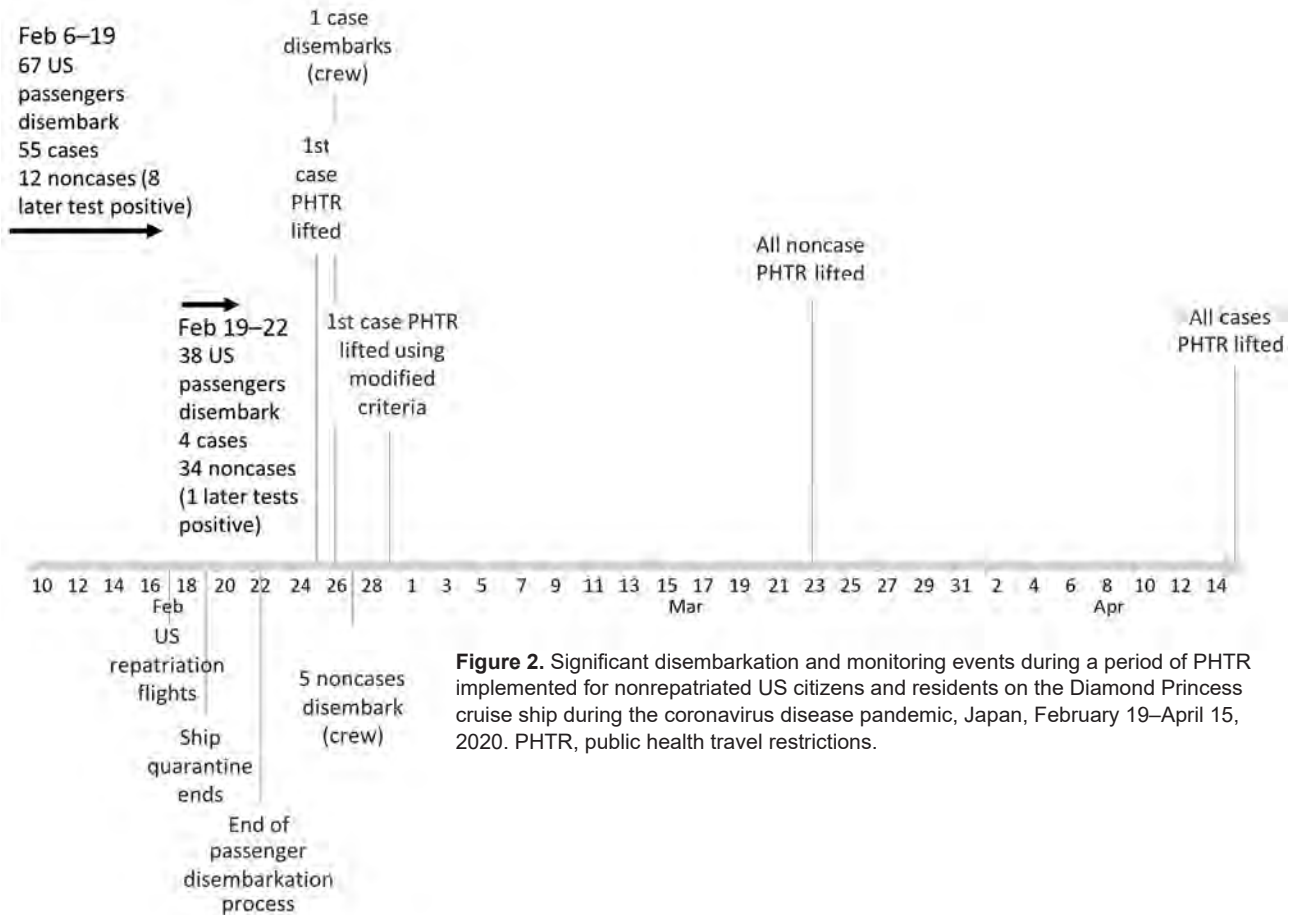 Feb 6–19
67 US
passengers
disembark
55 cases
12 noncases (8
later test positive)
1 case
disembarks
(crew)
1st
case
PHTR
lifted
Feb 19–22
38 US
passengers
disembark
4 cases
34 noncases
(1 later tests
positive)
1st case PHTR
lifted using
modified
criteria
All noncase
PHTR lifted
All cases
PHTR lifted
10 12 14 16 18 20 22 24 26 28 1 3 5 7 9 11 13 15 17 19 21 23 25 27 29 31 2 4 6 8 10 12 14
Feb Mar Apr
US
repatriation
flights
Ship
quarantine
ends
End of
passenger
disembarkation
process
5 noncases
disembark
(crew)
Figure 2. Significant disembarkation and monitoring events during a period of PHTR
implemented for nonrepatriated US citizens and residents on the Diamond Princess
cruise ship during the coronavirus disease pandemic, Japan, February 19–April 15,
2020. PHTR, public health travel restrictions.